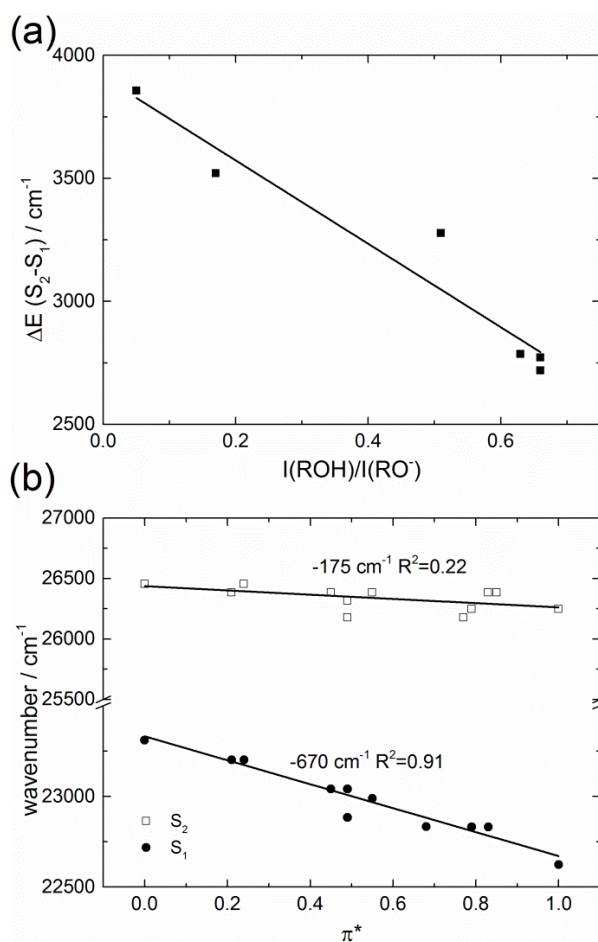 (a)
4000
3500
3000
2500
ΔE (S₂-S₁) / cm⁻¹
0.0 0.2 0.4 0.6
I(ROH)/I(RO⁻)
(b)
27000
26500
26000
25500
23000
22500
wavenumber / cm⁻¹
-175 cm⁻¹ R²=0.22
-670 cm⁻¹ R²=0.91
S₂
S₁
0.0 0.2 0.4 0.6 0.8 1.0
π*